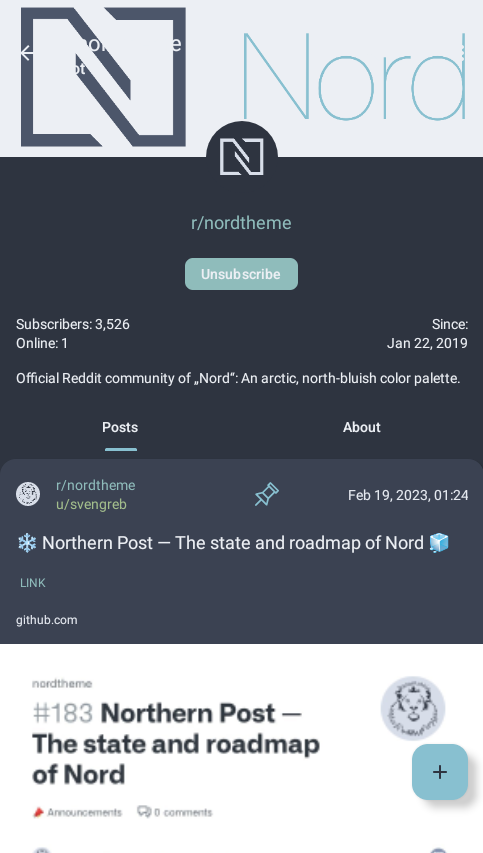 Nord
r/nordtheme
Unsubscribe
Subscribers: 3,526
Since:
Online: 1
Jan 22, 2019
Official Reddit community of „Nord“: An arctic, north-bluish color palette.
Posts
About
r/nordtheme
u/svengreb
Feb 19, 2023, 01:24
❄️ Northern Post — The state and roadmap of Nord 🧊
LINK
github.com
nordtheme
#183 Northern Post —
The state and roadmap
of Nord
Announcements
0 comments
+